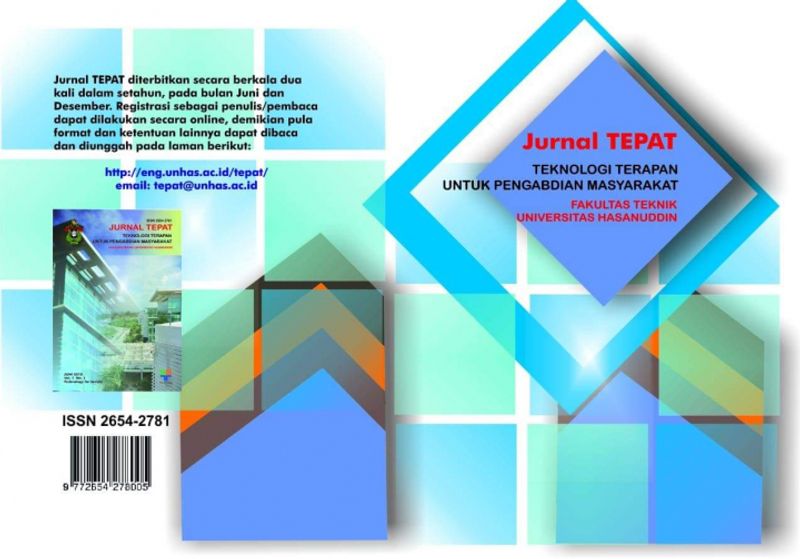 Jurnal TEPAT diterbitkan secara berkala dua
kali dalam setahun, pada bulan Juni dan
Desember. Registrasi sebagai penulis/pembaca
dapat dilakukan secara online, demikian pula
format dan ketentuan lainnya dapat dibaca
dan diunggah pada laman berikut:
http://eng.unhas.ac.id/tepat/
email: tepat@unhas.ac.id
ISSN 2654-2781
JURNAL TEPAT
TEKNOLOGI TERAPAN
UNTUK PENGABDIAN MASYARAKAT
ISSN 2654-2781
9 772654 278005
Jurnal TEPAT
TEKNOLOGI TERAPAN
UNTUK PENGABDIAN MASYARAKAT
FAKULTAS TEKNIK
UNIVERSITAS HASANUDDIN